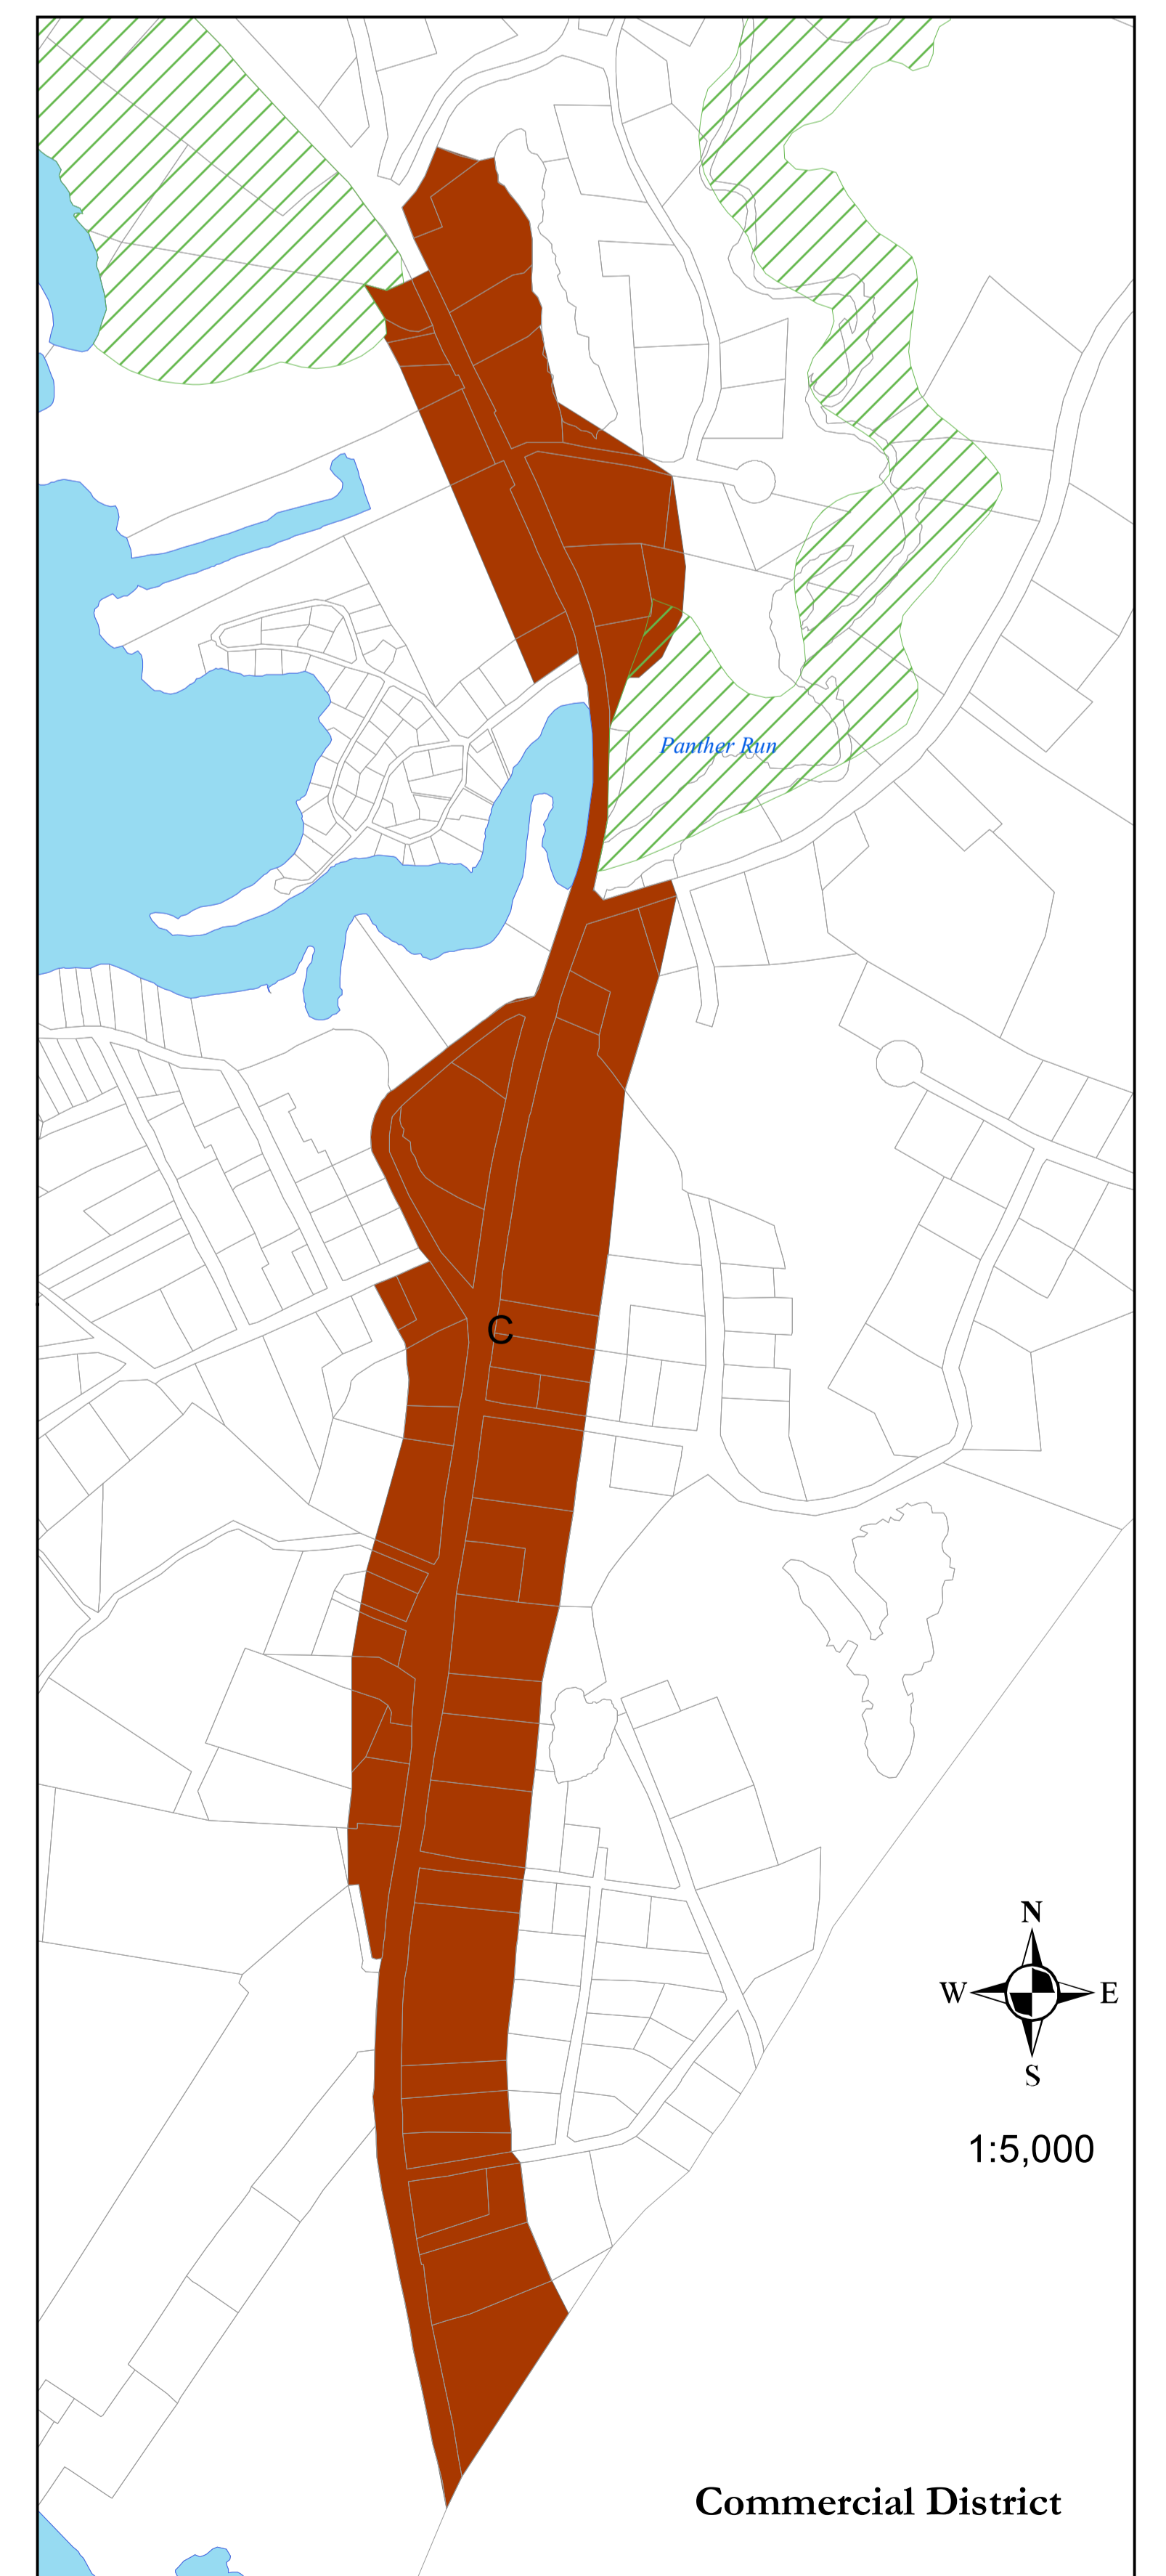 Panther Run
C
N
W E
S
1:5,000
Commercial District